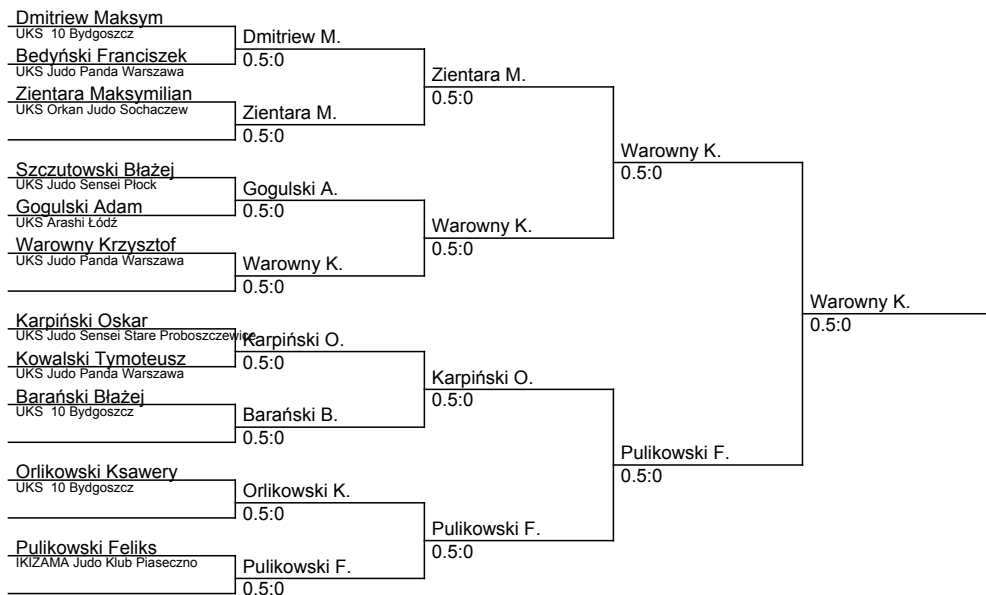 Dmitriew Maksym
UKS  10 Bydgoszcz
Bedyński Franciszek
UKS Judo Panda Warszawa
Zientara Maksymilian
UKS Orkan Judo Sochaczew
Szczutowski Błażej
UKS Judo Sensei Płock
Gogulski Adam
UKS Arashi Łódź
Warowny Krzysztof
UKS Judo Panda Warszawa
Karpiński Oskar
UKS Judo Sensei Stare Proboszczewice
Kowalski Tymoteusz
UKS Judo Panda Warszawa
Barański Błażej
UKS  10 Bydgoszcz
Orlikowski Ksawery
UKS  10 Bydgoszcz
Pulikowski Feliks
IKIZAMA Judo Klub Piaseczno
Dmitriew M.
0.5:0
Zientara M.
0.5:0
Gogulski A.
0.5:0
Warowny K.
0.5:0
Karpiński O.
0.5:0
Barański B.
0.5:0
Orlikowski K.
0.5:0
Pulikowski F.
0.5:0
Zientara M.
0.5:0
Warowny K.
0.5:0
Karpiński O.
0.5:0
Pulikowski F.
0.5:0
Warowny K.
0.5:0
Pulikowski F.
0.5:0
Warowny K.
0.5:0